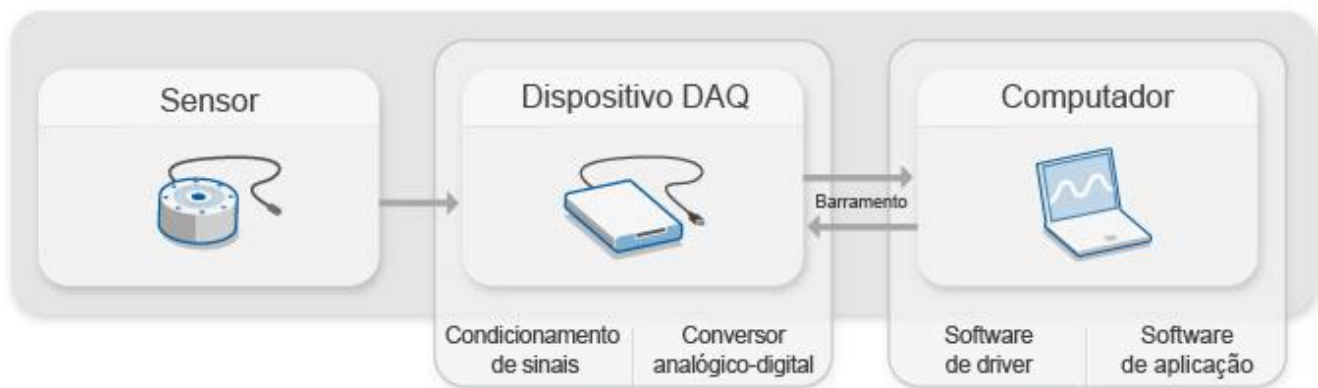 Sensor
Dispositivo DAQ
Computador
Barramento
Condicionamento
de sinais
Conversor
analógico-digital
Software
de driver
Software
de aplicação